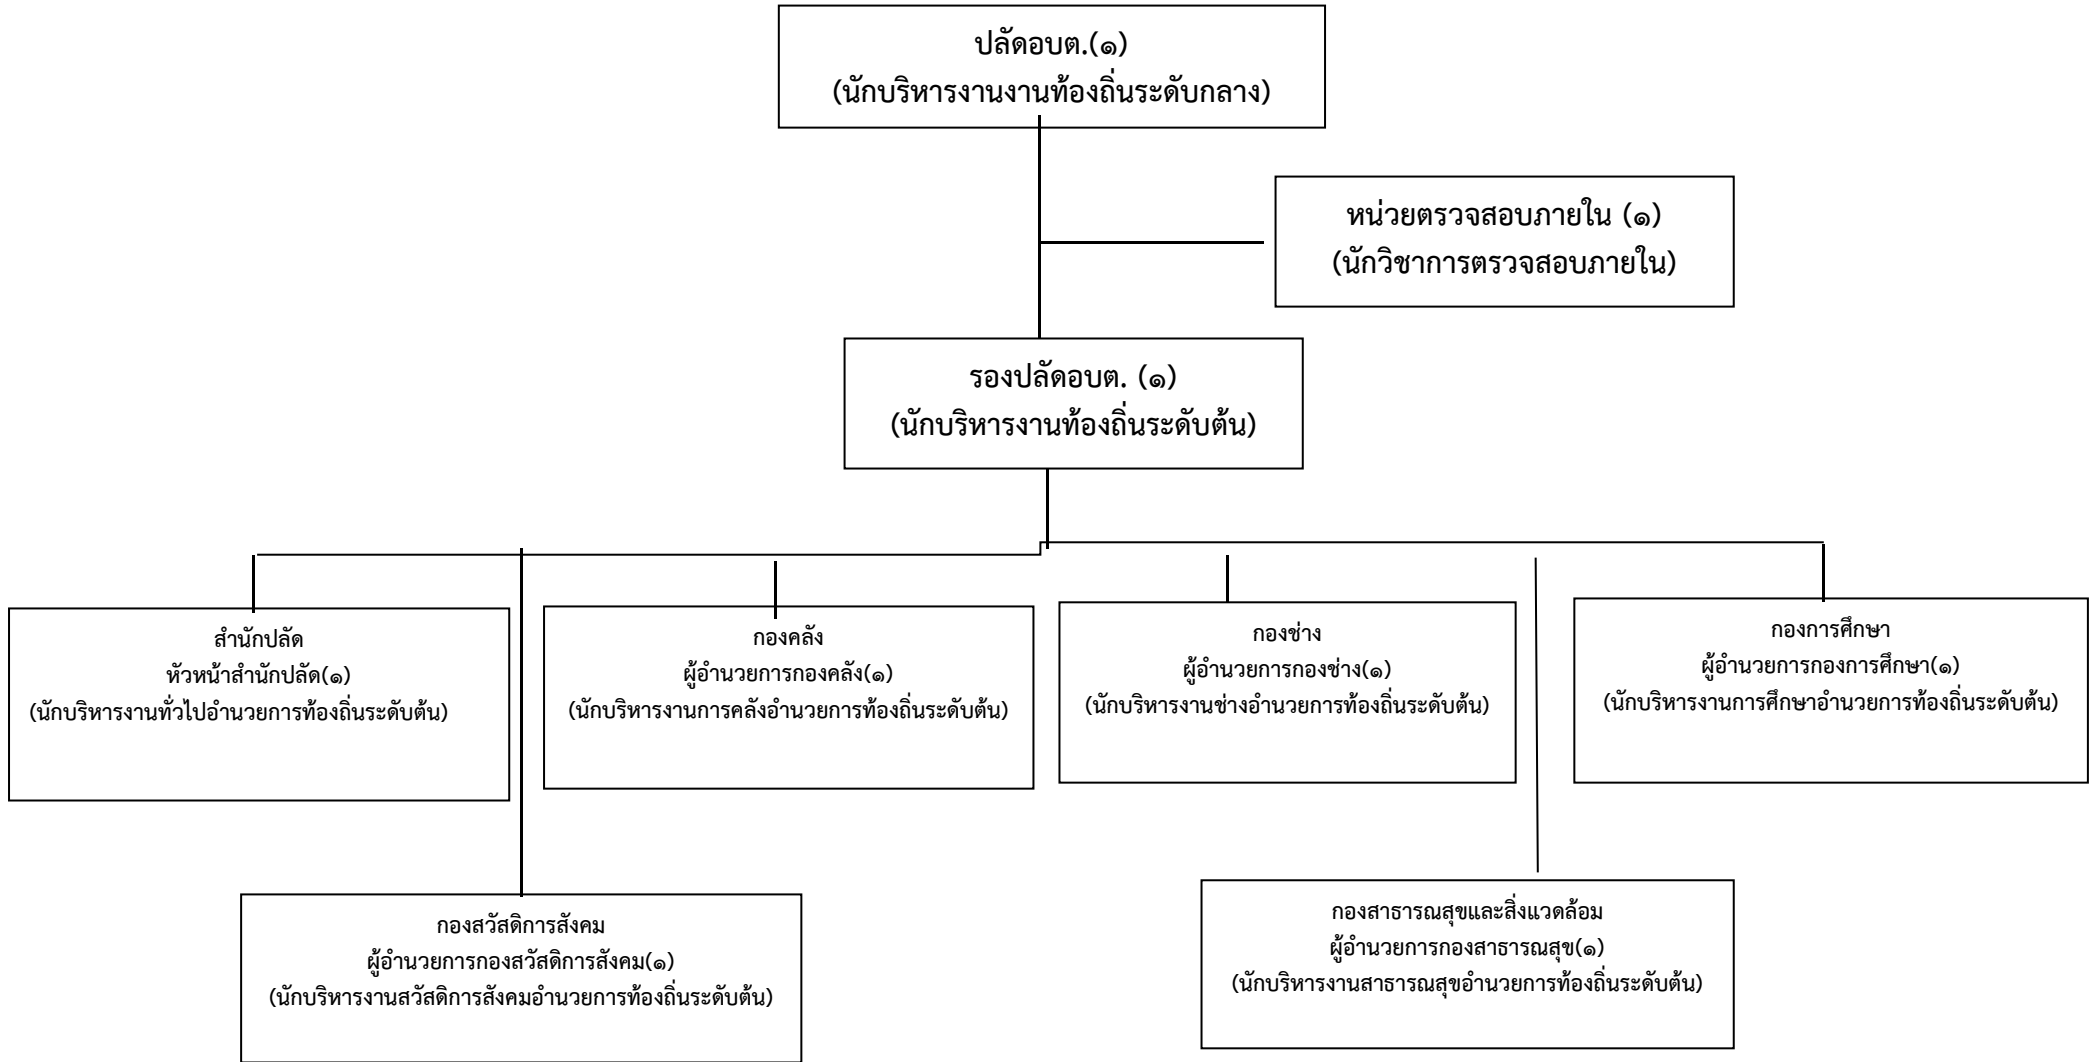 ปลัดอบต.(๑)
(นักบริหารงานงานท้องถิ่นระดับกลาง)
หน่วยตรวจสอบภายใน (๑)
(นักวิชาการตรวจสอบภายใน)
รองปลัดอบต. (๑)
(นักบริหารงานท้องถิ่นระดับต้น)
สำนักปลัด
หัวหน้าสำนักปลัด(๑)
(นักบริหารงานทั่วไปอำนวยการท้องถิ่นระดับต้น)
กองคลัง
ผู้อำนวยการกองคลัง(๑)
(นักบริหารงานการคลังอำนวยการท้องถิ่นระดับต้น)
กองช่าง
ผู้อำนวยการกองช่าง(๑)
(นักบริหารงานช่างอำนวยการท้องถิ่นระดับต้น)
กองการศึกษา
ผู้อำนวยการกองการศึกษา(๑)
(นักบริหารงานการศึกษาอำนวยการท้องถิ่นระดับต้น)
กองสวัสดิการสังคม
ผู้อำนวยการกองสวัสดิการสังคม(๑)
(นักบริหารงานสวัสดิการสังคมอำนวยการท้องถิ่นระดับต้น)
กองสาธารณสุขและสิ่งแวดล้อม
ผู้อำนวยการกองสาธารณสุข(๑)
(นักบริหารงานสาธารณสุขอำนวยการท้องถิ่นระดับต้น)